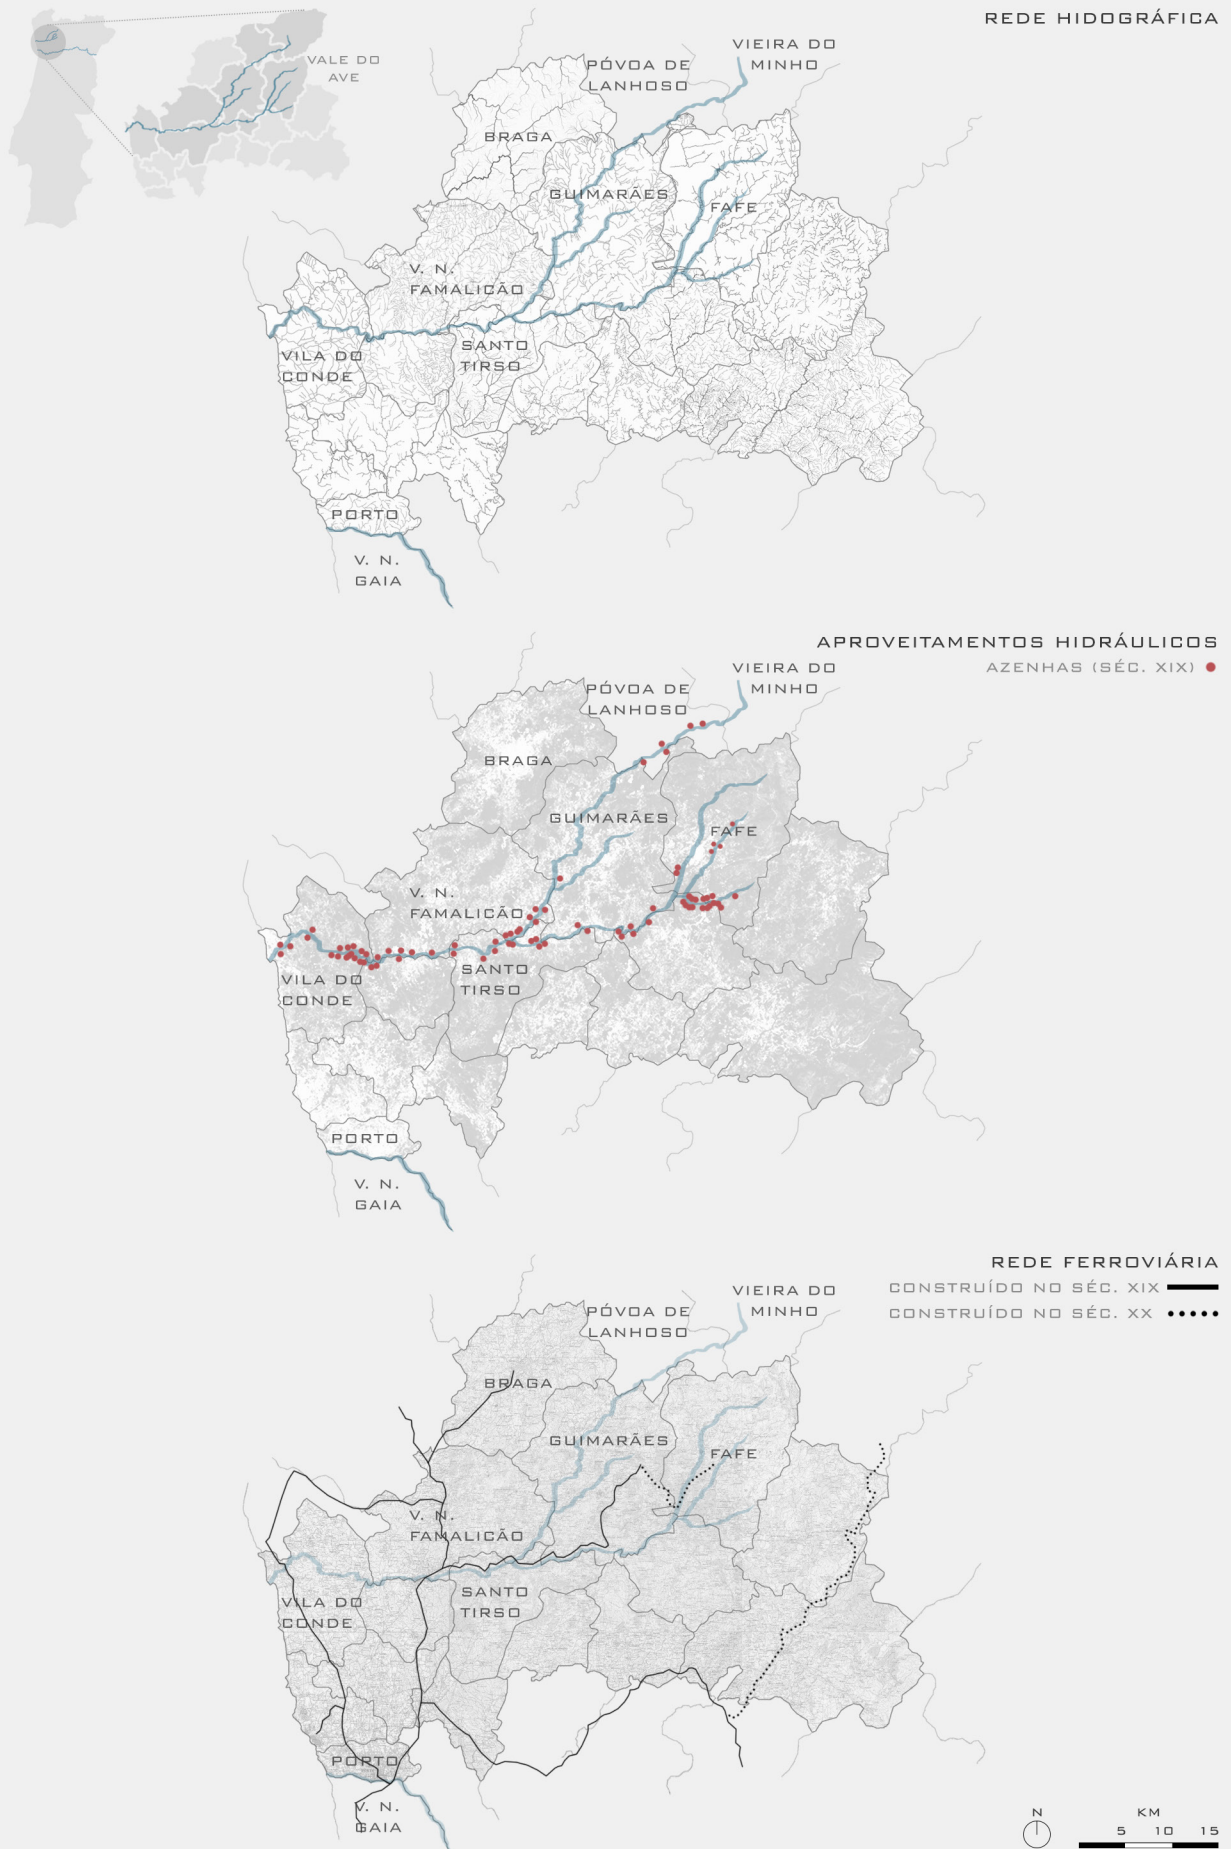 REDE HIDOGRÁFICA
VALE DO
AVE
VIEIRA DO
MINHO
PÓVOA DE
LANHOSO
BRAGA
GUIMARÃES
FAFE
V. N.
FAMALICÃO
SANTO
TIRSO
VILA DO
CONDE
PORTO
V. N.
GAIA
APROVEITAMENTOS HIDRÁULICOS
AZENHAS (SÉC. XIX)
VIEIRA DO
MINHO
PÓVOA DE
LANHOSO
BRAGA
GUIMARÃES
FAFE
V. N.
FAMALICÃO
SANTO
TIRSO
VILA DO
CONDE
PORTO
V. N.
GAIA
REDE FERROVIÁRIA
CONSTRUÍDO NO SÉC. XIX
CONSTRUÍDO NO SÉC. XX
VIEIRA DO
MINHO
PÓVOA DE
LANHOSO
BRAGA
GUIMARÃES
FAFE
V. N.
FAMALICÃO
SANTO
TIRSO
VILA DO
CONDE
PORTO
V. N.
GAIA
N
KM
5 10 15